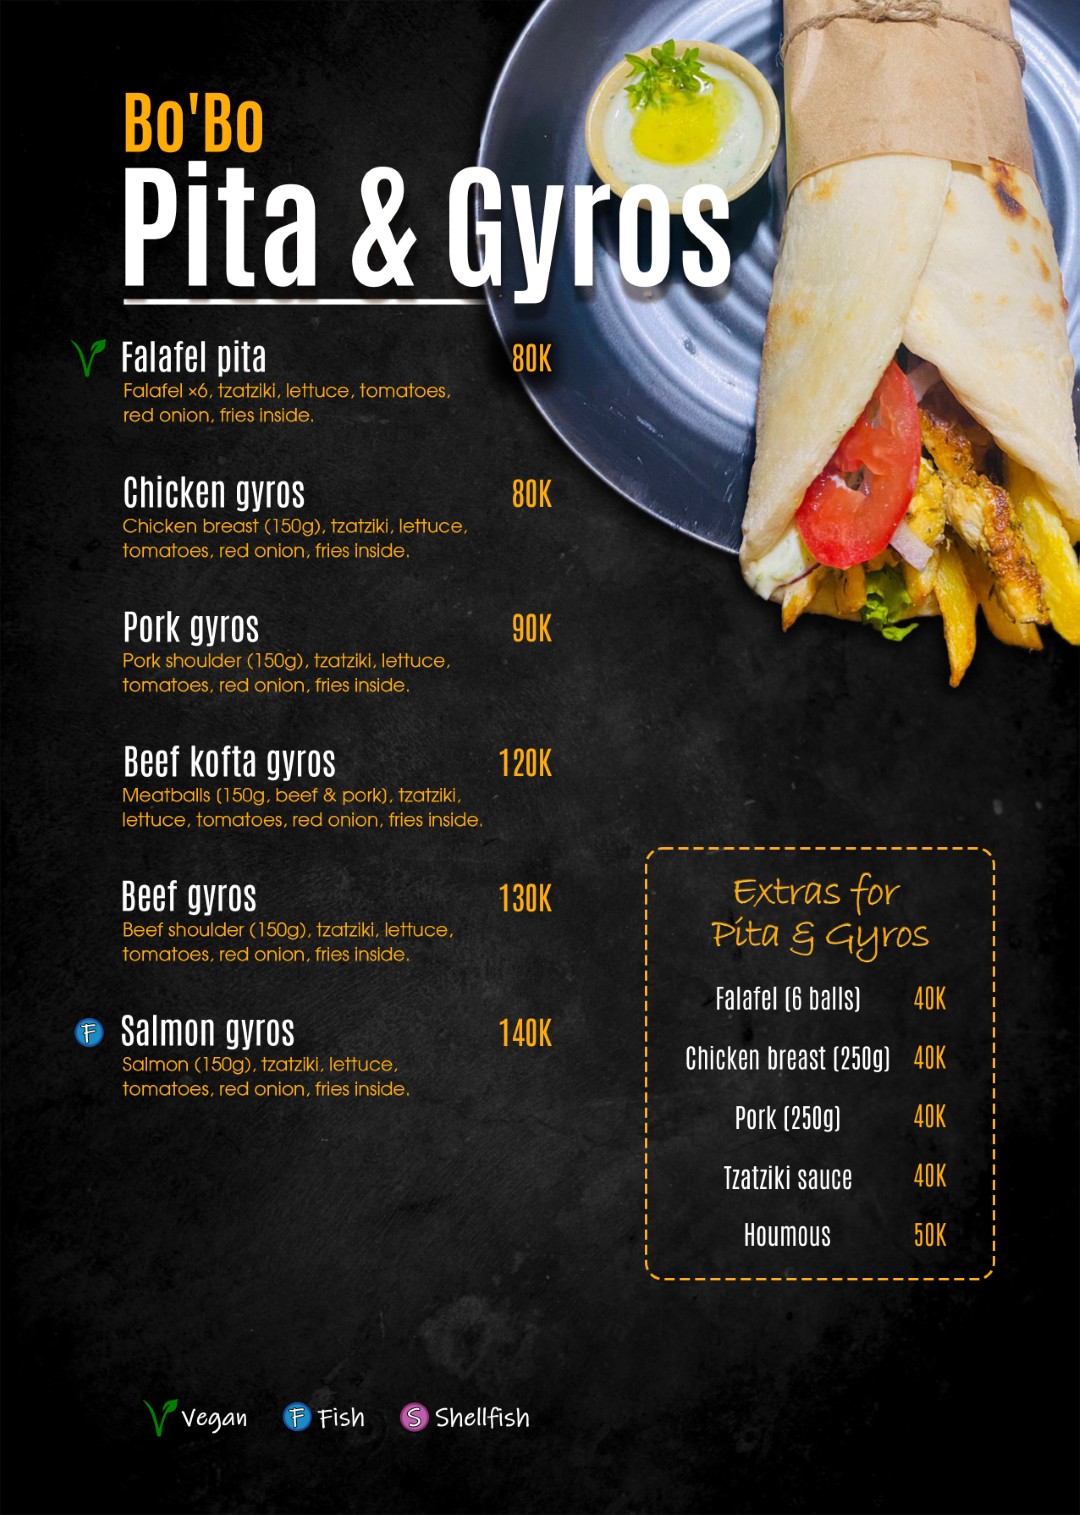 Bo'Bo
Pita & Gyros
Falafel pita 80K
Falafel ×6, tzatziki, lettuce, tomatoes,
red onion, fries inside.
Chicken gyros 80K
Chicken breast (150g), tzatziki, lettuce,
tomatoes, red onion, fries inside.
Pork gyros 90K
Pork shoulder (150g), tzatziki, lettuce,
tomatoes, red onion, fries inside.
Beef kofta gyros 120K
Meatballs (150g, beef & pork), tzatziki,
lettuce, tomatoes, red onion, fries inside.
Beef gyros 130K
Beef shoulder (150g), tzatziki, lettuce,
tomatoes, red onion, fries inside.
F Salmon gyros 140K
Salmon (150g), tzatziki, lettuce,
tomatoes, red onion, fries inside.
Extras for
Pita & Gyros
Falafel (6 balls) 40K
Chicken breast (250g) 40K
Pork (250g) 40K
Tzatziki sauce 40K
Houmous 50K
V Vegan F Fish S Shellfish